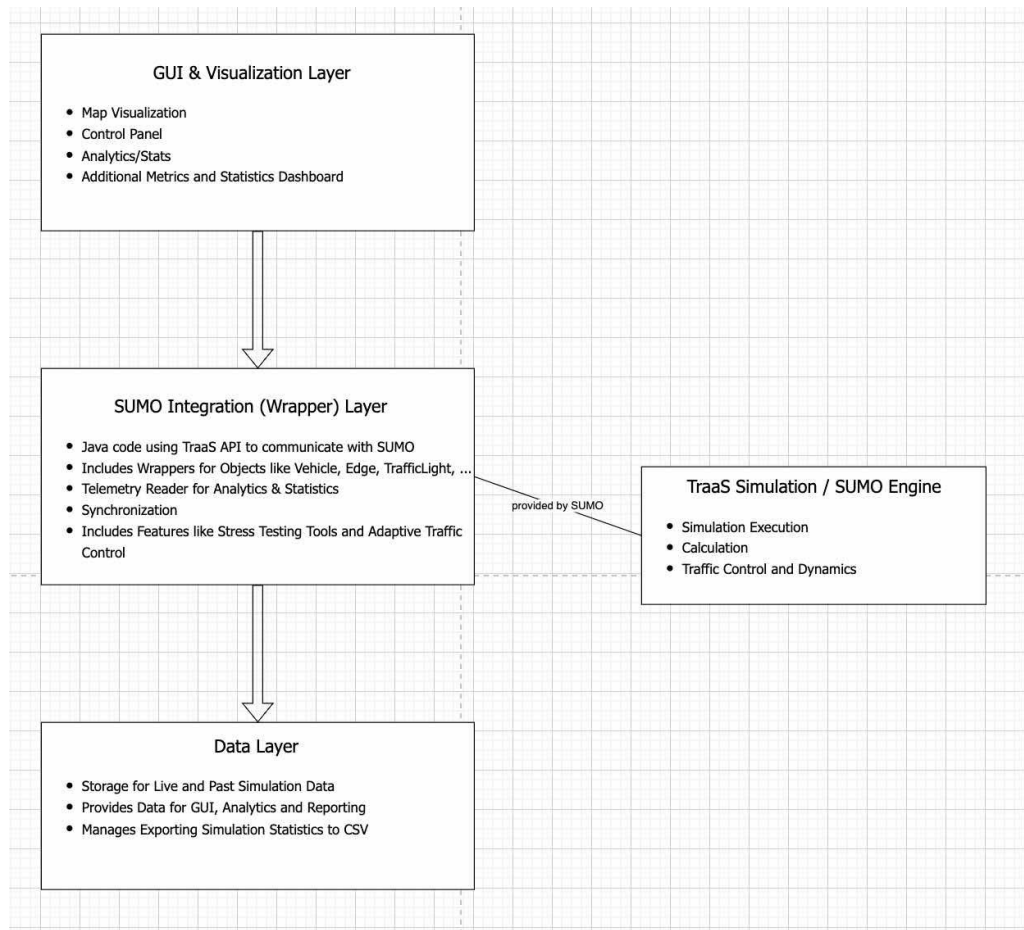 GUI & Visualization Layer
• Map Visualization
• Control Panel
• Analytics/Stats
• Additional Metrics and Statistics Dashboard
SUMO Integration (Wrapper) Layer
• Java code using TraaS API to communicate with SUMO
• Includes Wrappers for Objects like Vehicle, Edge, TrafficLight, ...
• Telemetry Reader for Analytics & Statistics
• Synchronization
• Includes Features like Stress Testing Tools and Adaptive Traffic
Control
provided by SUMO
TraaS Simulation / SUMO Engine
• Simulation Execution
• Calculation
• Traffic Control and Dynamics
Data Layer
• Storage for Live and Past Simulation Data
• Provides Data for GUI, Analytics and Reporting
• Manages Exporting Simulation Statistics to CSV